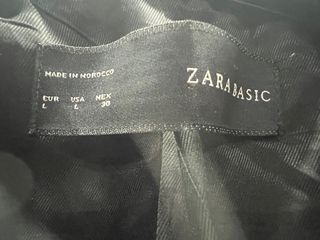 MADE IN MOROCCO
ZARA BASIC
EUR USA MEX
L L 30